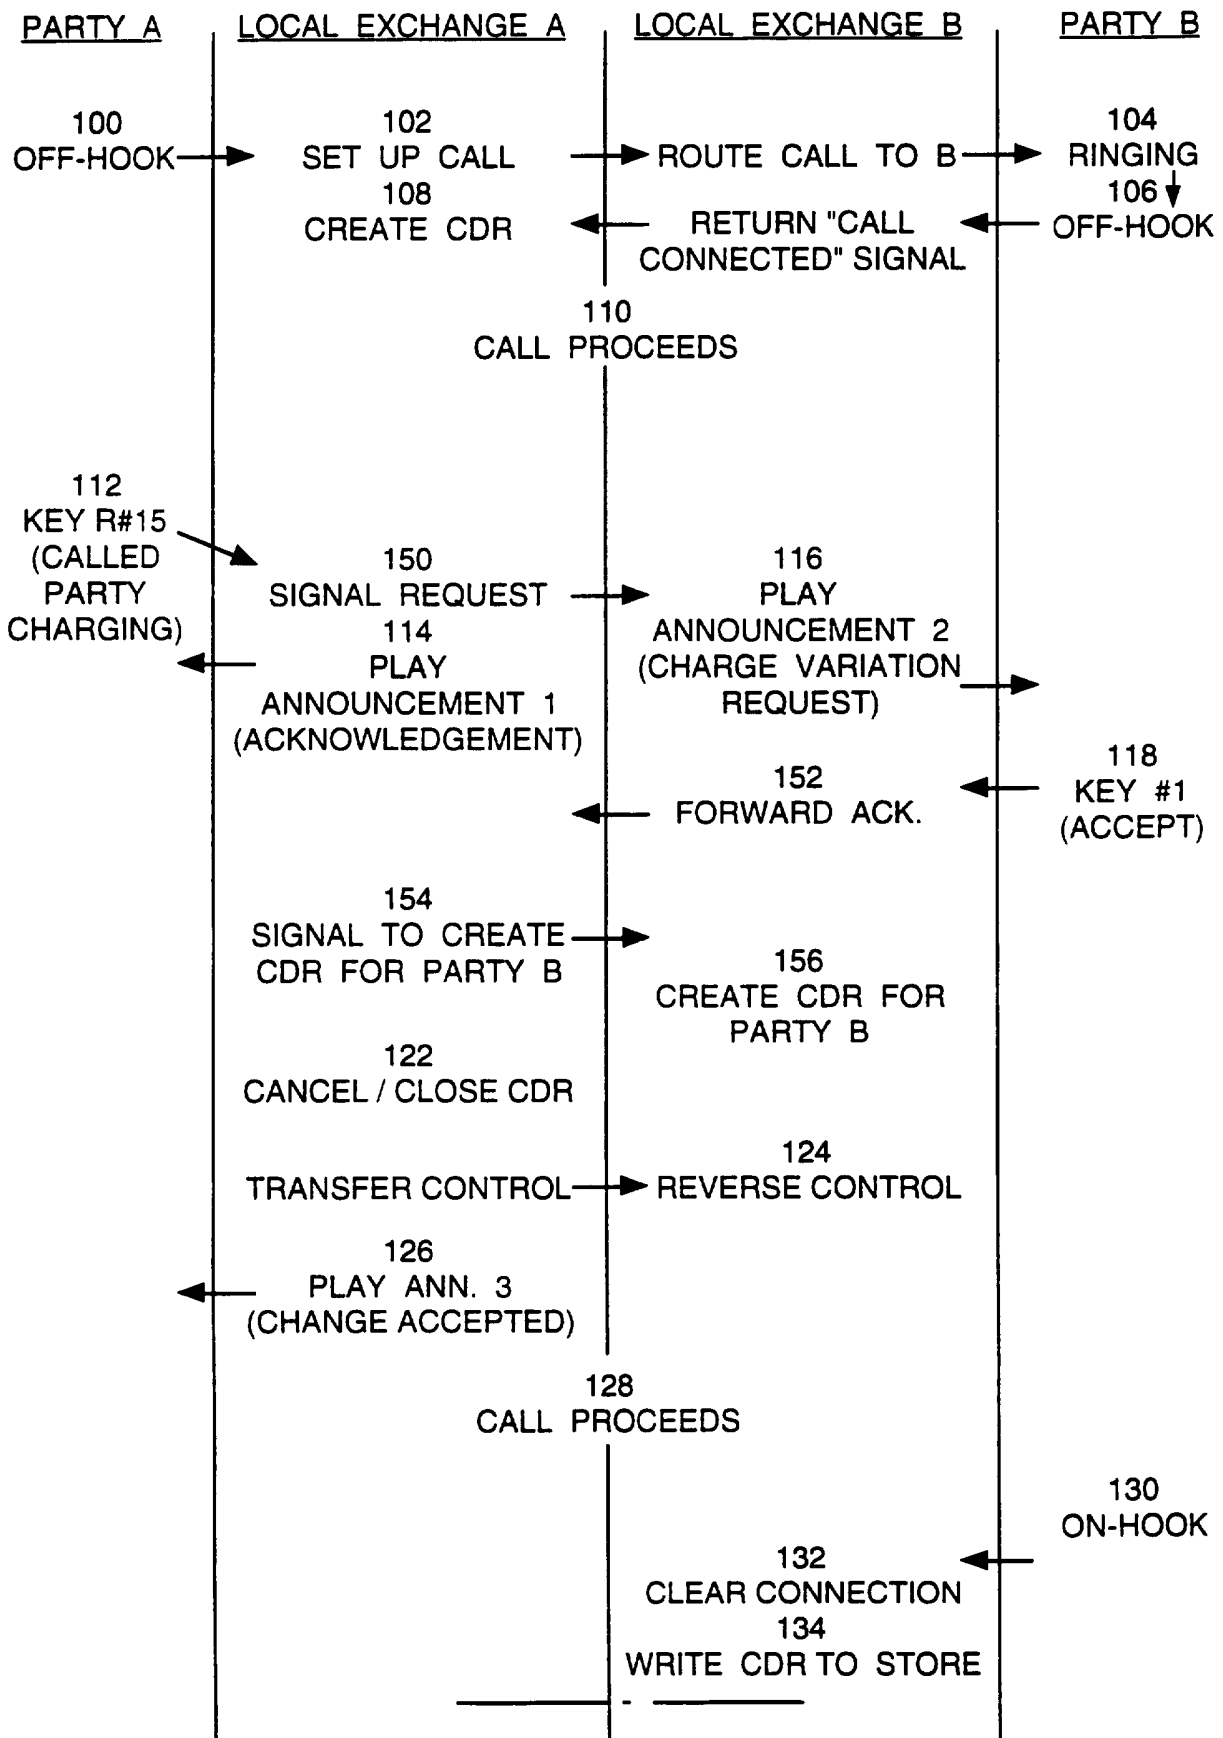 PARTY A
LOCAL EXCHANGE A
LOCAL EXCHANGE B
PARTY B
100
OFF-HOOK
102
SET UP CALL
ROUTE CALL TO B
104
RINGING
108
CREATE CDR
RETURN "CALL
CONNECTED" SIGNAL
106
OFF-HOOK
110
CALL PROCEEDS
112
KEY R#15
(CALLED
PARTY
CHARGING)
150
SIGNAL REQUEST
114
PLAY
ANNOUNCEMENT 1
(ACKNOWLEDGEMENT)
116
PLAY
ANNOUNCEMENT 2
(CHARGE VARIATION
REQUEST)
118
KEY #1
(ACCEPT)
152
FORWARD ACK.
154
SIGNAL TO CREATE
CDR FOR PARTY B
156
CREATE CDR FOR
PARTY B
122
CANCEL / CLOSE CDR
TRANSFER CONTROL
124
REVERSE CONTROL
126
PLAY ANN. 3
(CHANGE ACCEPTED)
128
CALL PROCEEDS
130
ON-HOOK
132
CLEAR CONNECTION
134
WRITE CDR TO STORE